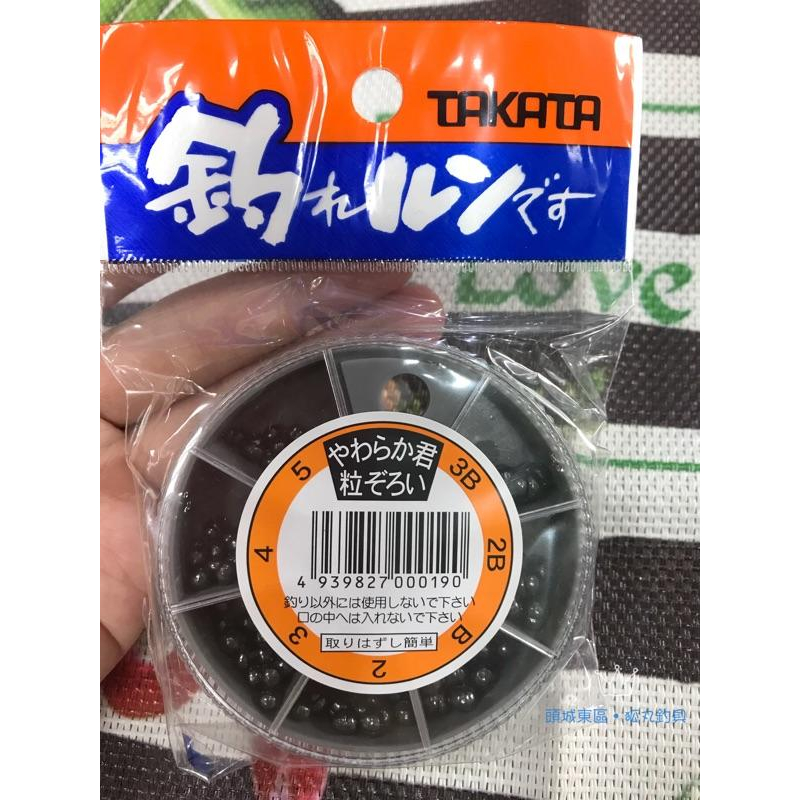 TAKATA
釣れルンです
LOVE
やわらか君
粒ぞろい
5
3B
4
2B
3
B
2
4 939827 000190
釣り以外には使用しないで下さい
口の中へは入れないで下さい
取りはずし簡単
頭城東區•松丸釣具